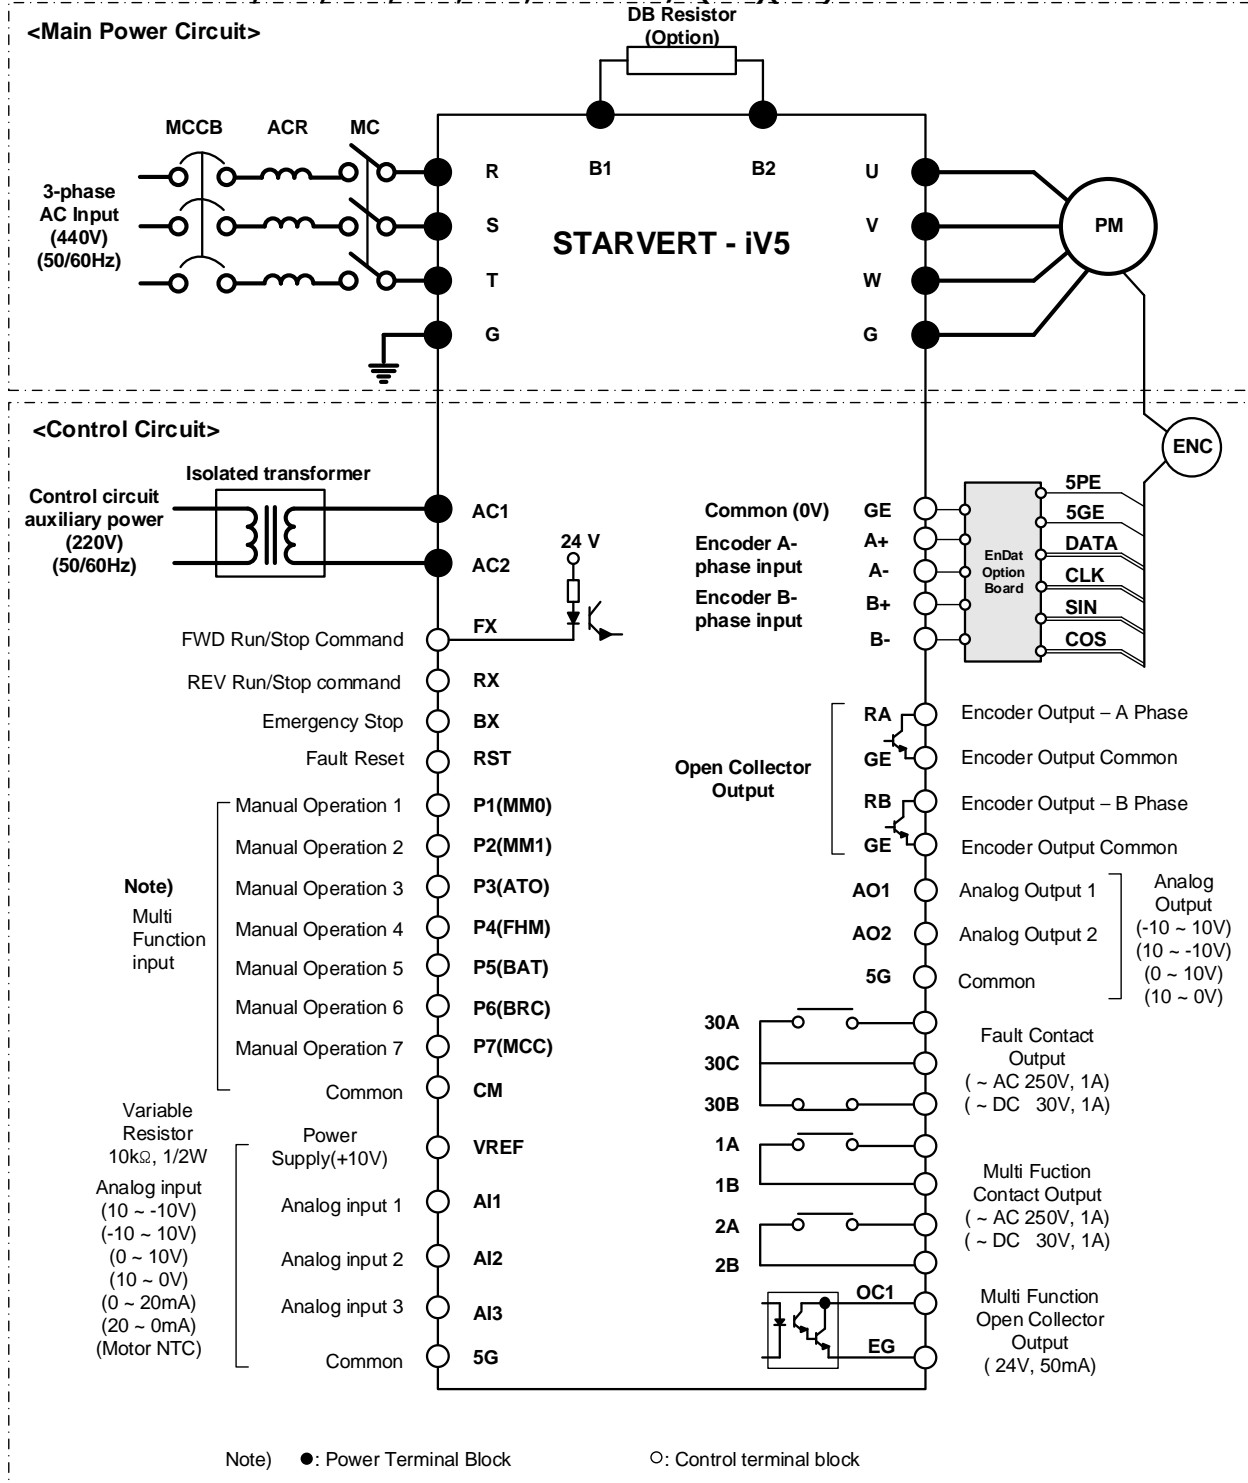 <Main Power Circuit>
DB Resistor
(Option)
MCCB
ACR
MC
B1
B2
3-phase
AC Input
(440V)
(50/60Hz)
R
S
T
G
STARVERT - iV5
U
V
W
G
PM
<Control Circuit>
ENC
Isolated transformer
Control circuit
auxiliary power
(220V)
(50/60Hz)
AC1
AC2
24 V
FWD Run/Stop Command
FX
REV Run/Stop command
RX
Emergency Stop
BX
Fault Reset
RST
Manual Operation 1
P1(MM0)
Manual Operation 2
P2(MM1)
Manual Operation 3
P3(ATO)
Manual Operation 4
P4(FHM)
Manual Operation 5
P5(BAT)
Manual Operation 6
P6(BRC)
Manual Operation 7
P7(MCC)
Common
CM
Note)
Multi
Function
input
Variable
Resistor
10kΩ, 1/2W
Analog input
(10 ~ -10V)
(-10 ~ 10V)
(0 ~ 10V)
(10 ~ 0V)
(0 ~ 20mA)
(20 ~ 0mA)
(Motor NTC)
Power
Supply(+10V)
VREF
Analog input 1
AI1
Analog input 2
AI2
Analog input 3
AI3
Common
5G
Common (0V)
GE
Encoder A-
phase input
A+
A-
Encoder B-
phase input
B+
B-
EnDat
Option
Board
5PE
5GE
DATA
CLK
SIN
COS
Open Collector
Output
RA
Encoder Output – A Phase
GE
Encoder Output Common
RB
Encoder Output – B Phase
GE
Encoder Output Common
AO1
Analog Output 1
AO2
Analog Output 2
5G
Common
Analog
Output
(-10 ~ 10V)
(10 ~ -10V)
(0 ~ 10V)
(10 ~ 0V)
30A
30C
30B
Fault Contact
Output
( ~ AC 250V, 1A)
( ~ DC 30V, 1A)
1A
1B
2A
2B
Multi Fuction
Contact Output
( ~ AC 250V, 1A)
( ~ DC 30V, 1A)
OC1
EG
Multi Function
Open Collector
Output
( 24V, 50mA)
Note) ●: Power Terminal Block ○: Control terminal block